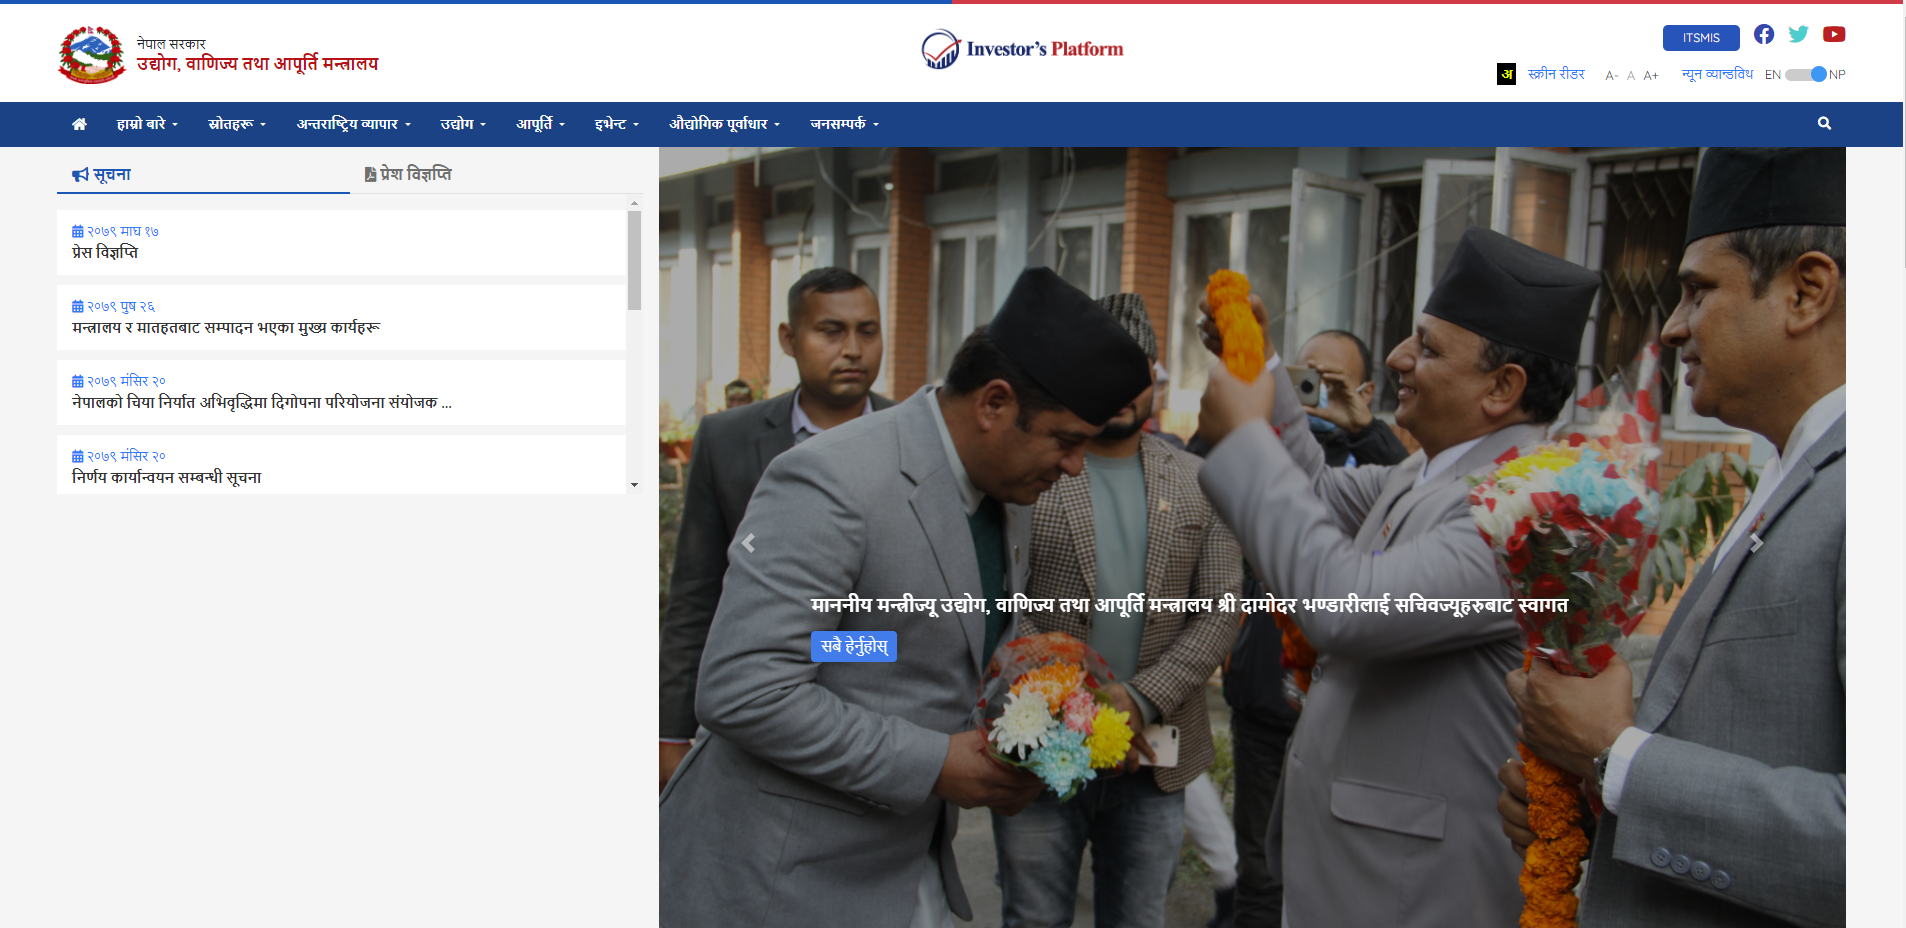 नेपाल सरकार
उद्योग, वाणिज्य तथा आपूर्ति मन्त्रालय
Investor's Platform
ITSMIS
अ स्क्रीन रीडर A- A A+ न्यून व्यान्डविथ EN NP
हाम्रो बारे स्रोतहरू अन्तराष्ट्रिय व्यापार उद्योग आपूर्ति इभेन्ट औद्योगिक पूर्वाधार जनसम्पर्क
सूचना प्रेश विज्ञप्ति
२०७९ माघ १७
प्रेस विज्ञप्ति
२०७९ पुष २६
मन्त्रालय र मातहतबाट सम्पादन भएका मुख्य कार्यहरू
२०७९ मंसिर २०
नेपालको चिया निर्यात अभिवृद्धिमा दिगोपना परियोजना संयोजक ...
२०७९ मंसिर २०
निर्णय कार्यान्वयन सम्बन्धी सूचना
माननीय मन्त्रीज्यू उद्योग, वाणिज्य तथा आपूर्ति मन्त्रालय श्री दामोदर भण्डारीलाई सचिवज्यूहरुबाट स्वागत
सबै हेर्नुहोस्